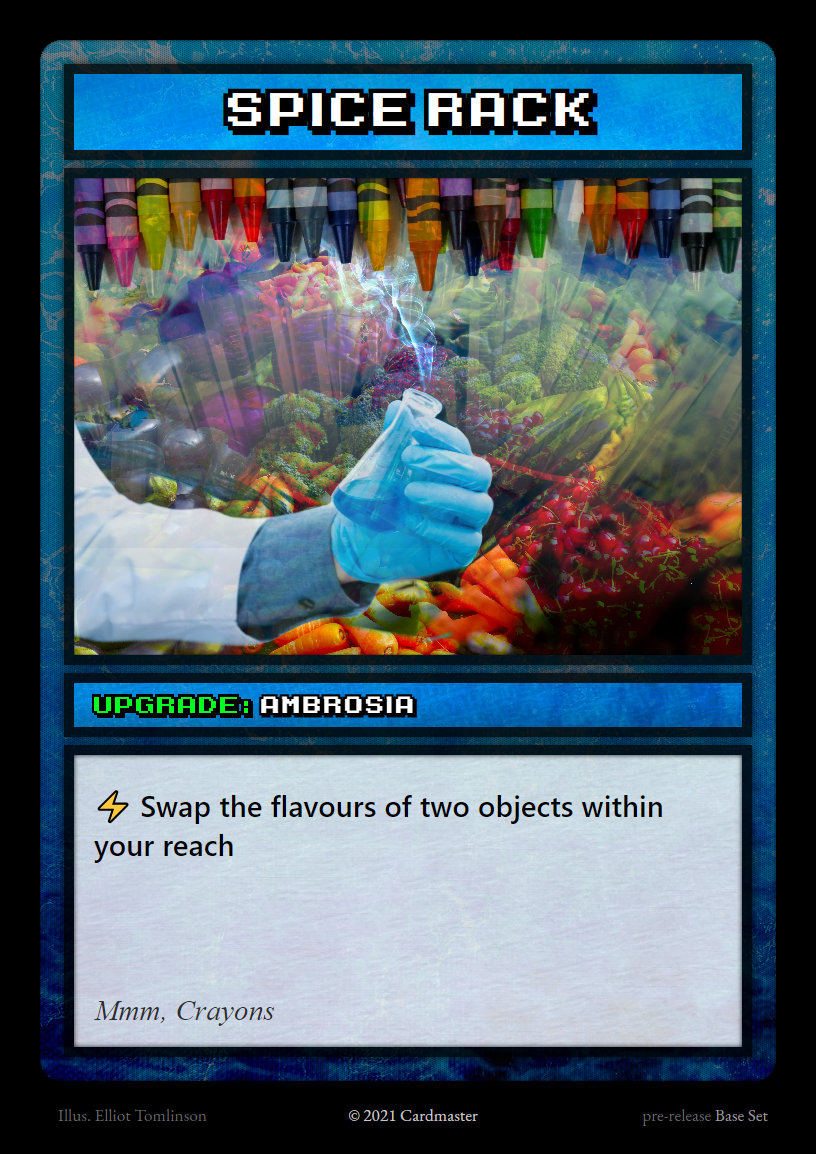 SPICE RACK
UPGRADE: AMBROSIA
⚡ Swap the flavours of two objects within
your reach
Mmm, Crayons
Illus. Elliot Tomlinson © 2021 Cardmaster pre-release Base Set